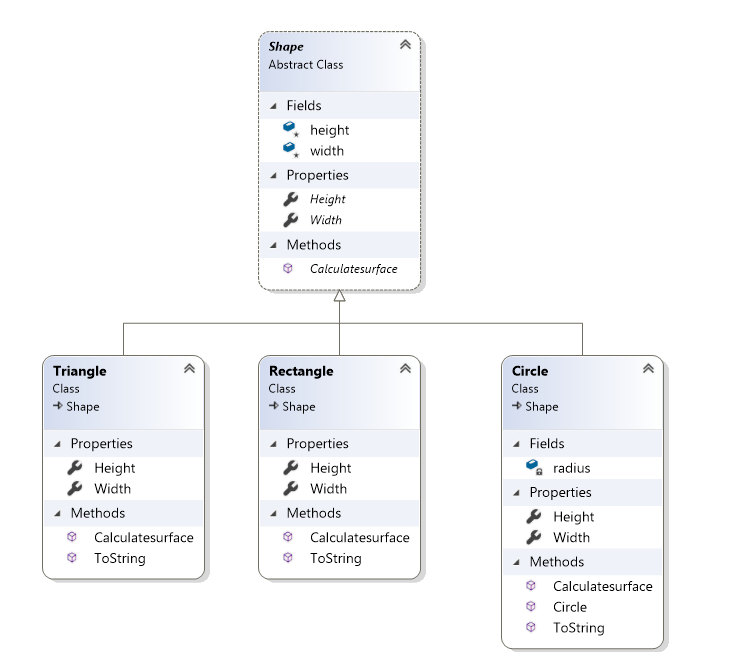 Shape
Abstract Class
Fields
height
width
Properties
Height
Width
Methods
Calculatesurface
Triangle
Class
Shape
Properties
Height
Width
Methods
Calculatesurface
ToString
Rectangle
Class
Shape
Properties
Height
Width
Methods
Calculatesurface
ToString
Circle
Class
Shape
Fields
radius
Properties
Height
Width
Methods
Calculatesurface
Circle
ToString